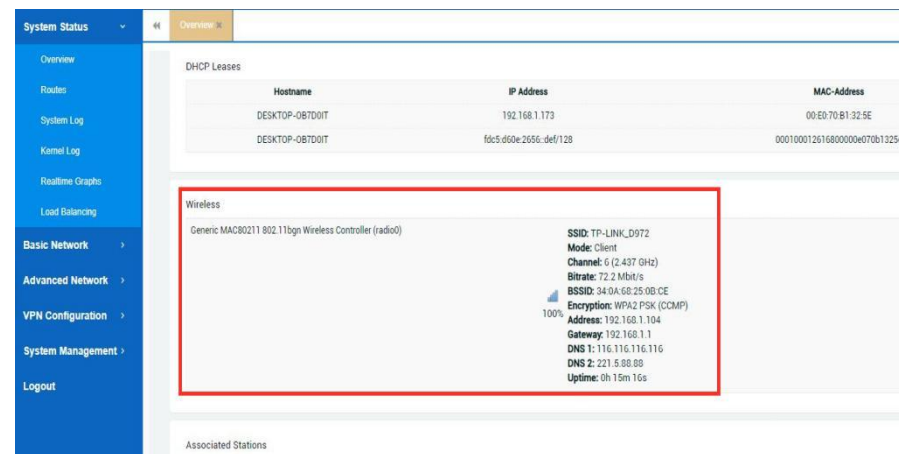 System Status
Overview
Overview
Routes
System Log
Kernel Log
Realtime Graphs
Load Balancing
Basic Network
Advanced Network
VPN Configuration
System Management
Logout
DHCP Leases
Hostname IP Address MAC-Address
DESKTOP-OB7D0IT 192.168.1.173 00:E0:70:B1:32:5E
DESKTOP-OB7D0IT fdc5:d60e:2656::def/128 000100012616800000e070b1325
Wireless
Generic MAC80211 802.11bgn Wireless Controller (radio0)
100%
SSID: TP-LINK_D972
Mode: Client
Channel: 6 (2.437 GHz)
Bitrate: 72.2 Mbit/s
BSSID: 34:0A:68:25:0B:CE
Encryption: WPA2 PSK (CCMP)
Address: 192.168.1.104
Gateway: 192.168.1.1
DNS 1: 116.116.116.116
DNS 2: 221.5.88.88
Uptime: 0h 15m 16s
Associated Stations